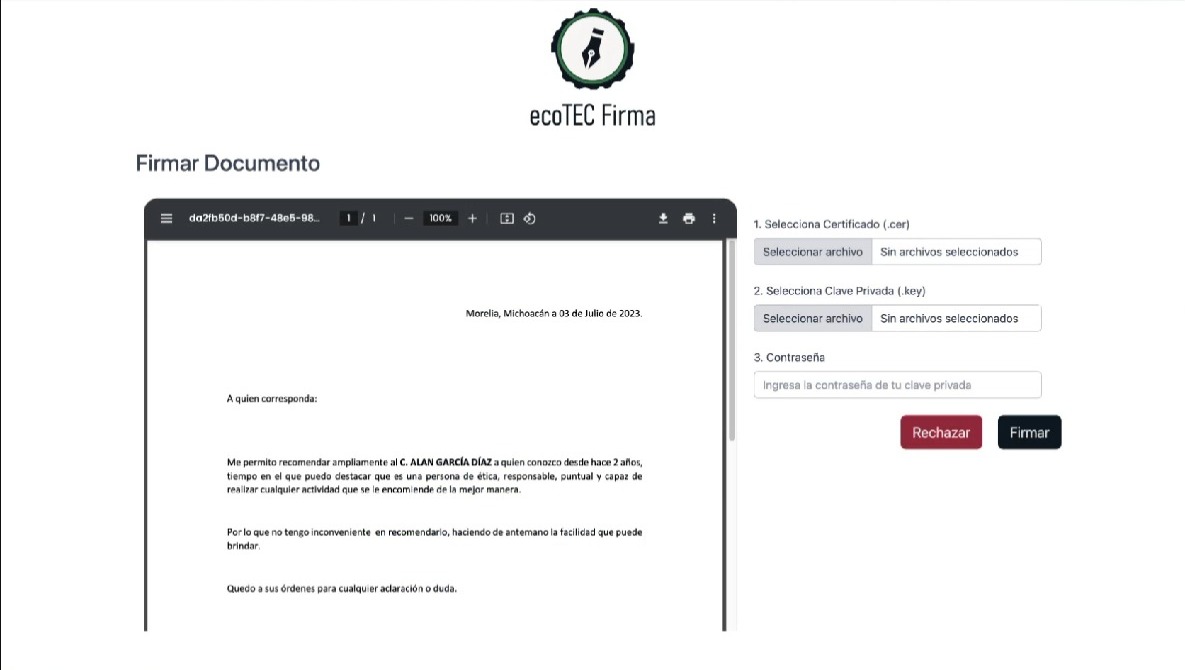 ecoTEC Firma
Firmar Documento
da2fb50d-b8f7-48e5-98... 1 / 1 100%
Morelia, Michoacán a 03 de Julio de 2023.
A quien corresponda:
Me permito recomendar ampliamente al C. ALAN GARCÍA DÍAZ a quien conozco desde hace 2 años,
tiempo en el que puedo destacar que es una persona de ética, responsable, puntual y capaz de
realizar cualquier actividad que se le encomiende de la mejor manera.
Por lo que no tengo inconveniente en recomendarlo, haciendo de antemano la facilidad que puede
brindar.
Quedo a sus órdenes para cualquier aclaración o duda.
1. Selecciona Certificado (.cer)
Seleccionar archivo Sin archivos seleccionados
2. Selecciona Clave Privada (.key)
Seleccionar archivo Sin archivos seleccionados
3. Contraseña
Ingresa la contraseña de tu clave privada
Rechazar Firmar